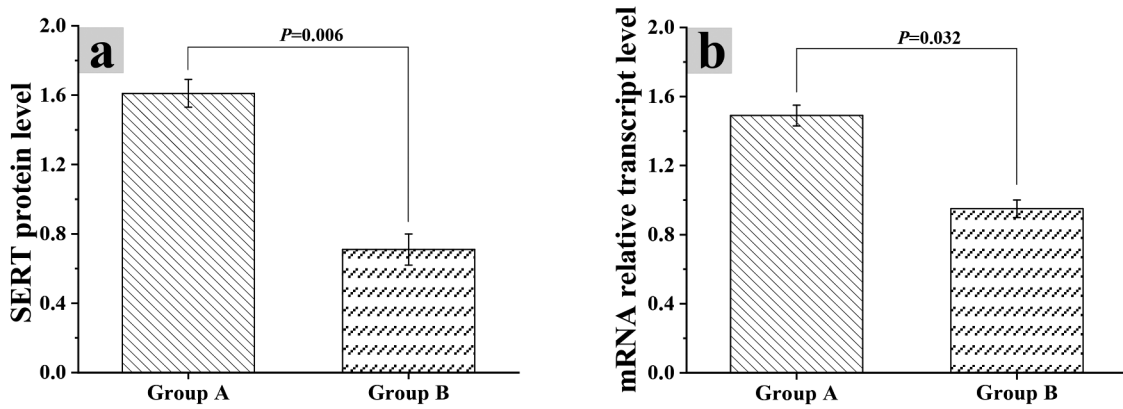 a
P=0.006
SERT protein level
2.0
1.6
1.2
0.8
0.4
0.0
Group A
Group B
b
P=0.032
mRNA relative transcript level
2.0
1.6
1.2
0.8
0.4
0.0
Group A
Group B